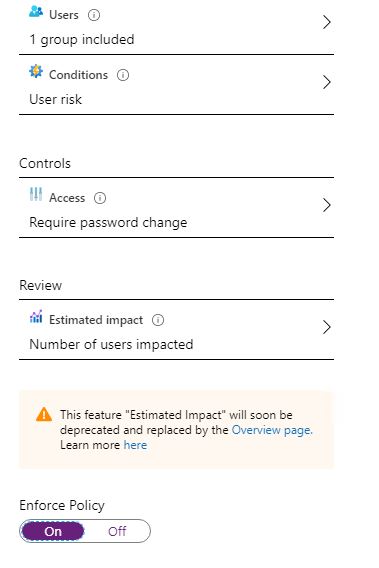 Users
1 group included
Conditions
User risk
Controls
Access
Require password change
Review
Estimated impact
Number of users impacted
This feature "Estimated Impact" will soon be
deprecated and replaced by the Overview page.
Learn more here
Enforce Policy
On Off